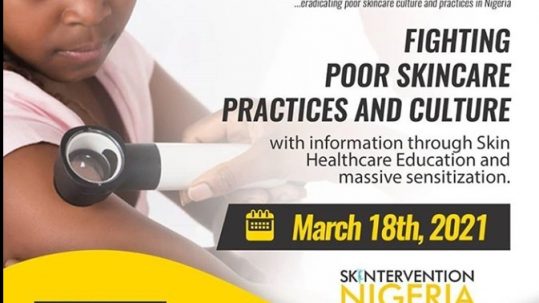 ...eradicating poor skincare culture and practices in Nigeria
FIGHTING
POOR SKINCARE
PRACTICES AND CULTURE
with information through Skin
Healthcare Education and
massive sensitization.
March 18th, 2021
SKINTERVENTION
NIGERIA